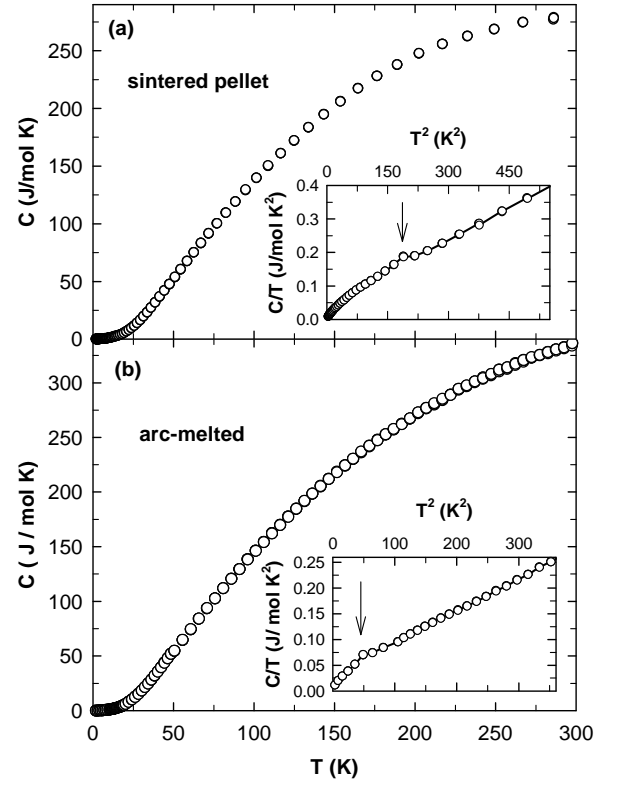 (a)
sintered pellet
C (J/mol K)
250
200
150
100
50
0
T² (K²)
0 150 300 450
C/T (J/mol K²)
0.4
0.3
0.2
0.1
0.0
(b)
arc-melted
C ( J / mol K)
300
250
200
150
100
50
0
T² (K²)
0 100 200 300
C/T (J/ mol K²)
0.25
0.20
0.15
0.10
0.05
0.00
0 50 100 150 200 250 300
T (K)